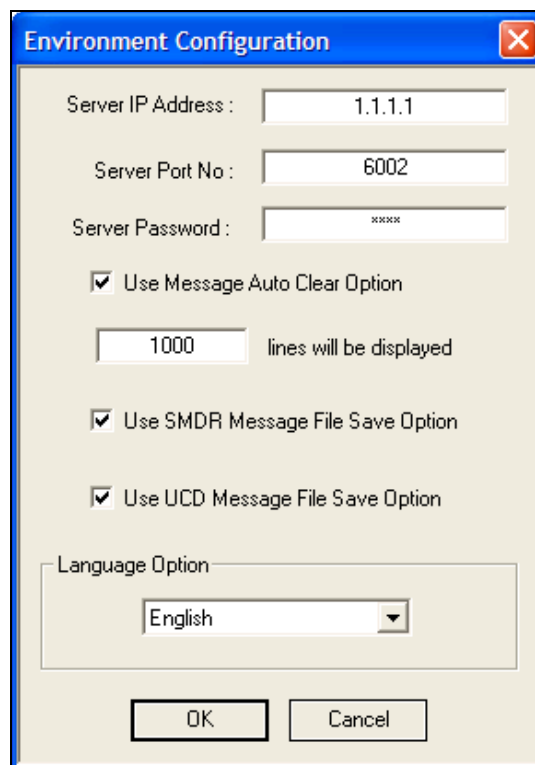 Environment Configuration
Server IP Address : 1.1.1.1
Server Port No : 6002
Server Password : ****
Use Message Auto Clear Option
1000 lines will be displayed
Use SMDR Message File Save Option
Use UCD Message File Save Option
Language Option
English
OK Cancel